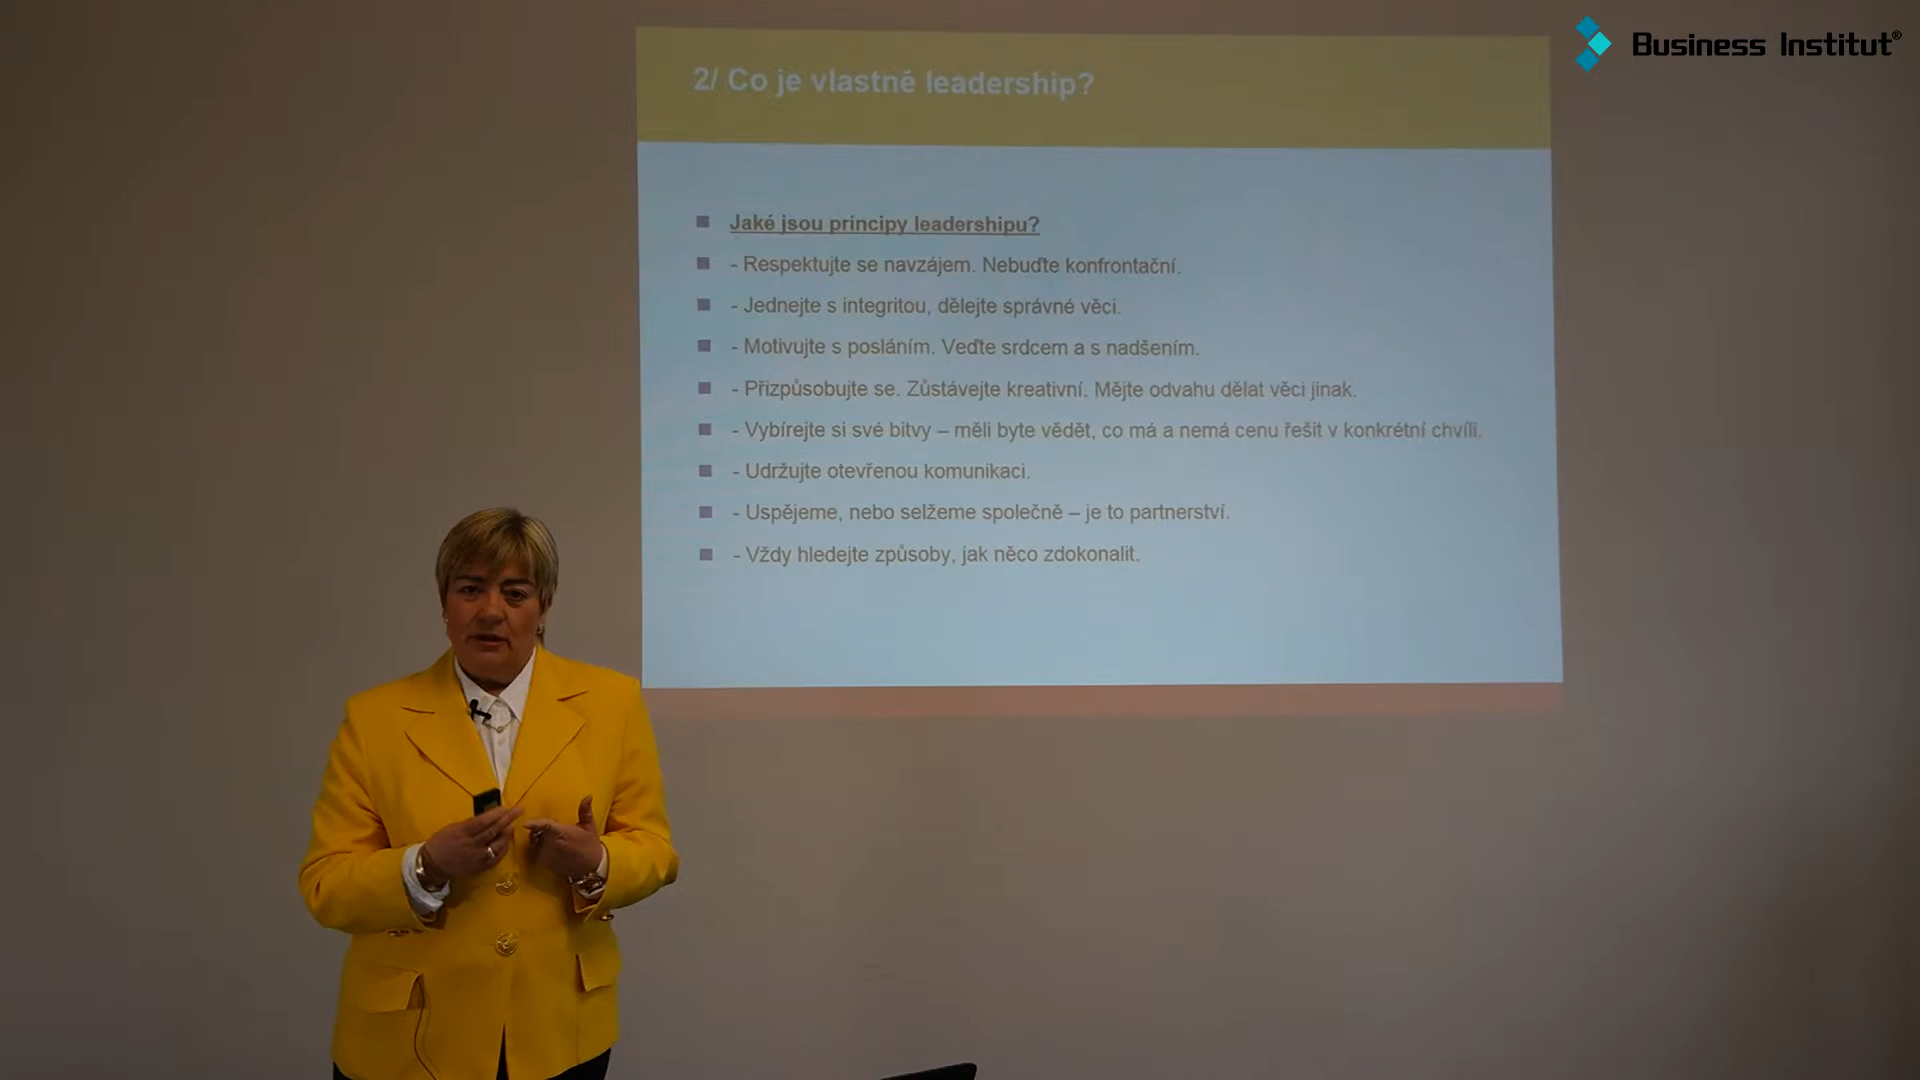 Business Institut®
2/ Co je vlastně leadership?
Jaké jsou principy leadershipu?
- Respektujte se navzájem. Nebuďte konfrontační.
- Jednejte s integritou, dělejte správné věci.
- Motivujte s posláním. Veďte srdcem a s nadšením.
- Přizpůsobujte se. Zůstávejte kreativní. Mějte odvahu dělat věci jinak.
- Vybírejte si své bitvy – měli byte vědět, co má a nemá cenu řešit v konkrétní chvíli.
- Udržujte otevřenou komunikaci.
- Uspějeme, nebo selžeme společně – je to partnerství.
- Vždy hledejte způsoby, jak něco zdokonalit.